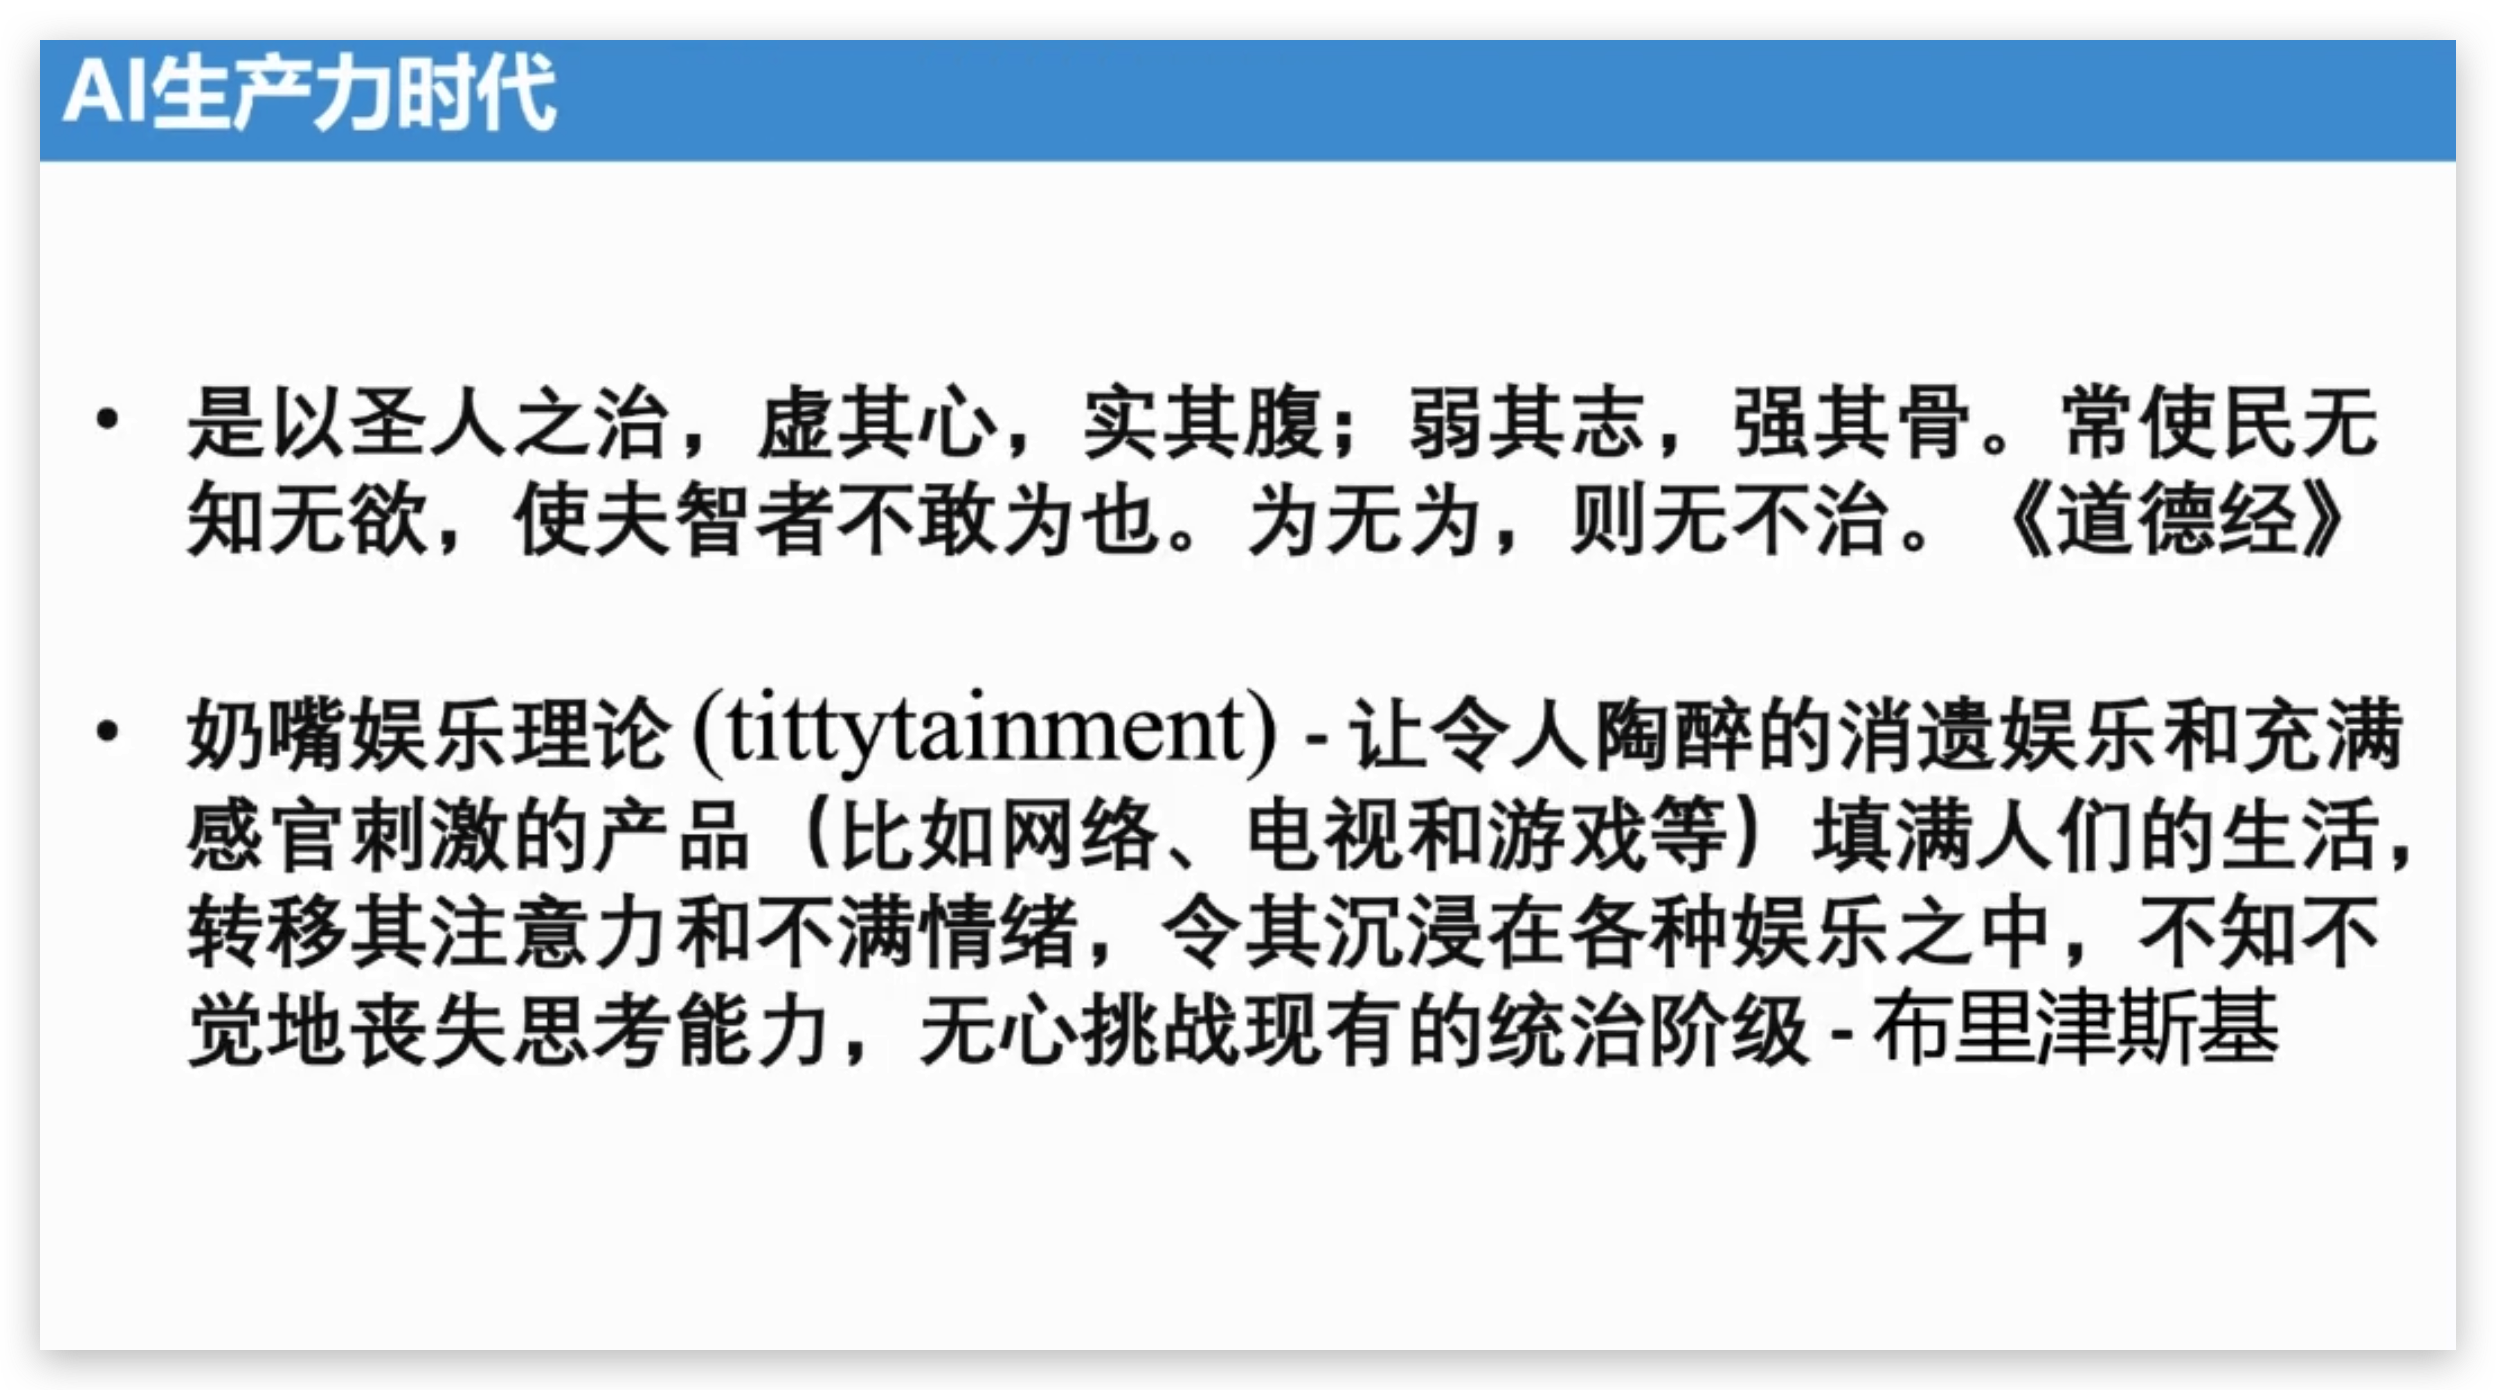 AI生产力时代
• 是以圣人之治，虚其心，实其腹；弱其志，强其骨。常使民无
知无欲，使夫智者不敢为也。为无为，则无不治。《道德经》
• 奶嘴娱乐理论 (tittytainment) - 让令人陶醉的消遗娱乐和充满
感官刺激的产品（比如网络、电视和游戏等）填满人们的生活，
转移其注意力和不满情绪，令其沉浸在各种娱乐之中，不知不
觉地丧失思考能力，无心挑战现有的统治阶级 - 布里津斯基